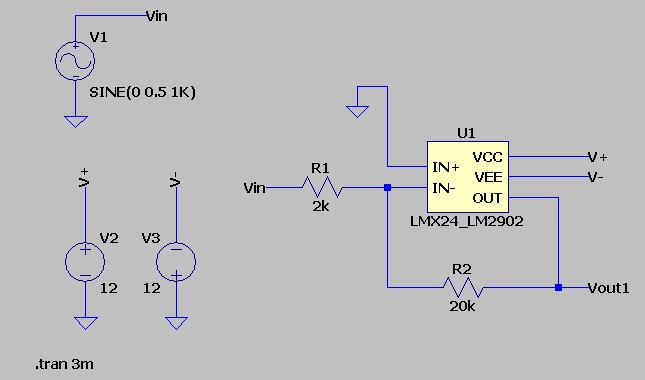 Vin
V1
SINE(0 0.5 1K)
U1
V+
V-
R1
Vin
2k
IN+
IN-
VCC
VEE
OUT
V+
V-
LMX24_LM2902
V2
12
V3
12
R2
20k
Vout1
.tran 3m